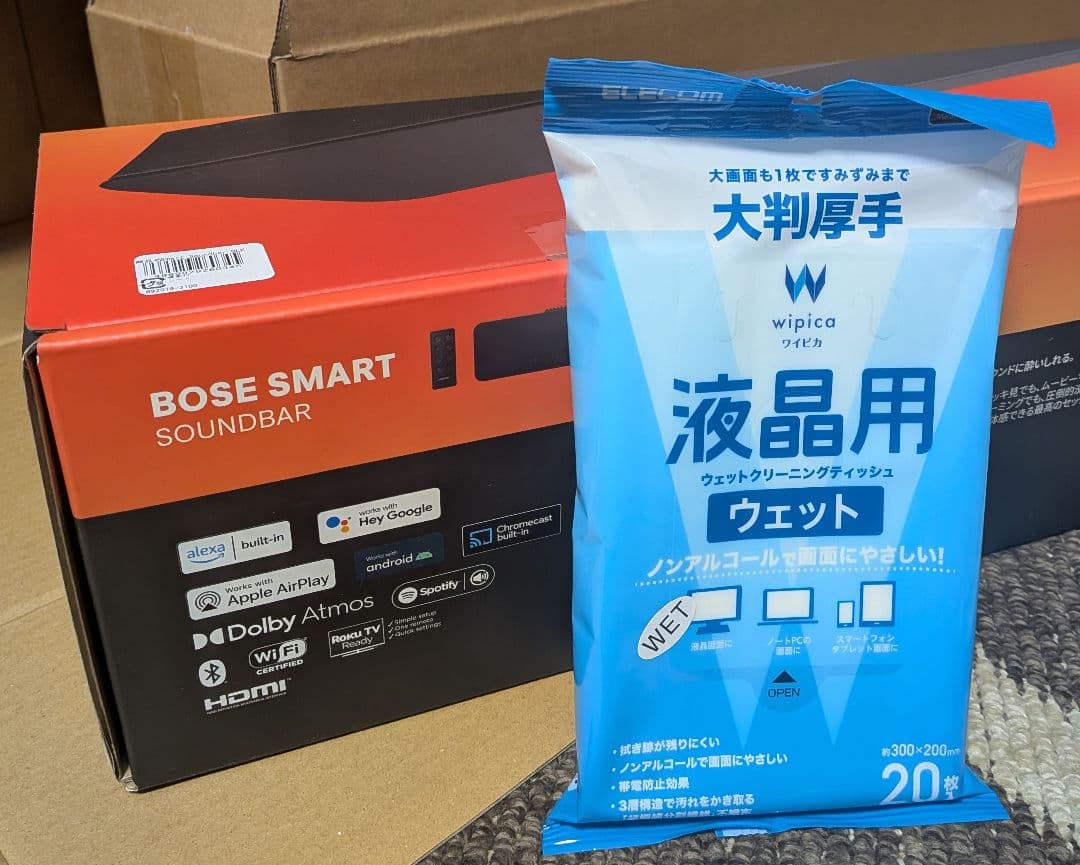 BOSE SMART
SOUNDBAR
alexa built-in
works with
Hey Google
Chromecast
built-in
Works with
android
Works with
Apple AirPlay
Spotify
Dolby Atmos
Roku TV
Ready
Simple setup
One remote
Quick settings
WiFi
CERTIFIED
HDMI
ELECOM
大画面も1枚ですみずみまで
大判厚手
wipica
ワイピカ
液晶用
ウェットクリーニングティッシュ
ウェット
ノンアルコールで画面にやさしい!
WET
液晶画面に
ノートPCの
画面に
スマートフォン
タブレット画面に
OPEN
・拭き跡が残りにくい
・ノンアルコールで画面にやさしい
・帯電防止効果
・3層構造で汚れをかき取る
約300×200mm
20枚
ウンドに酔いしれる。